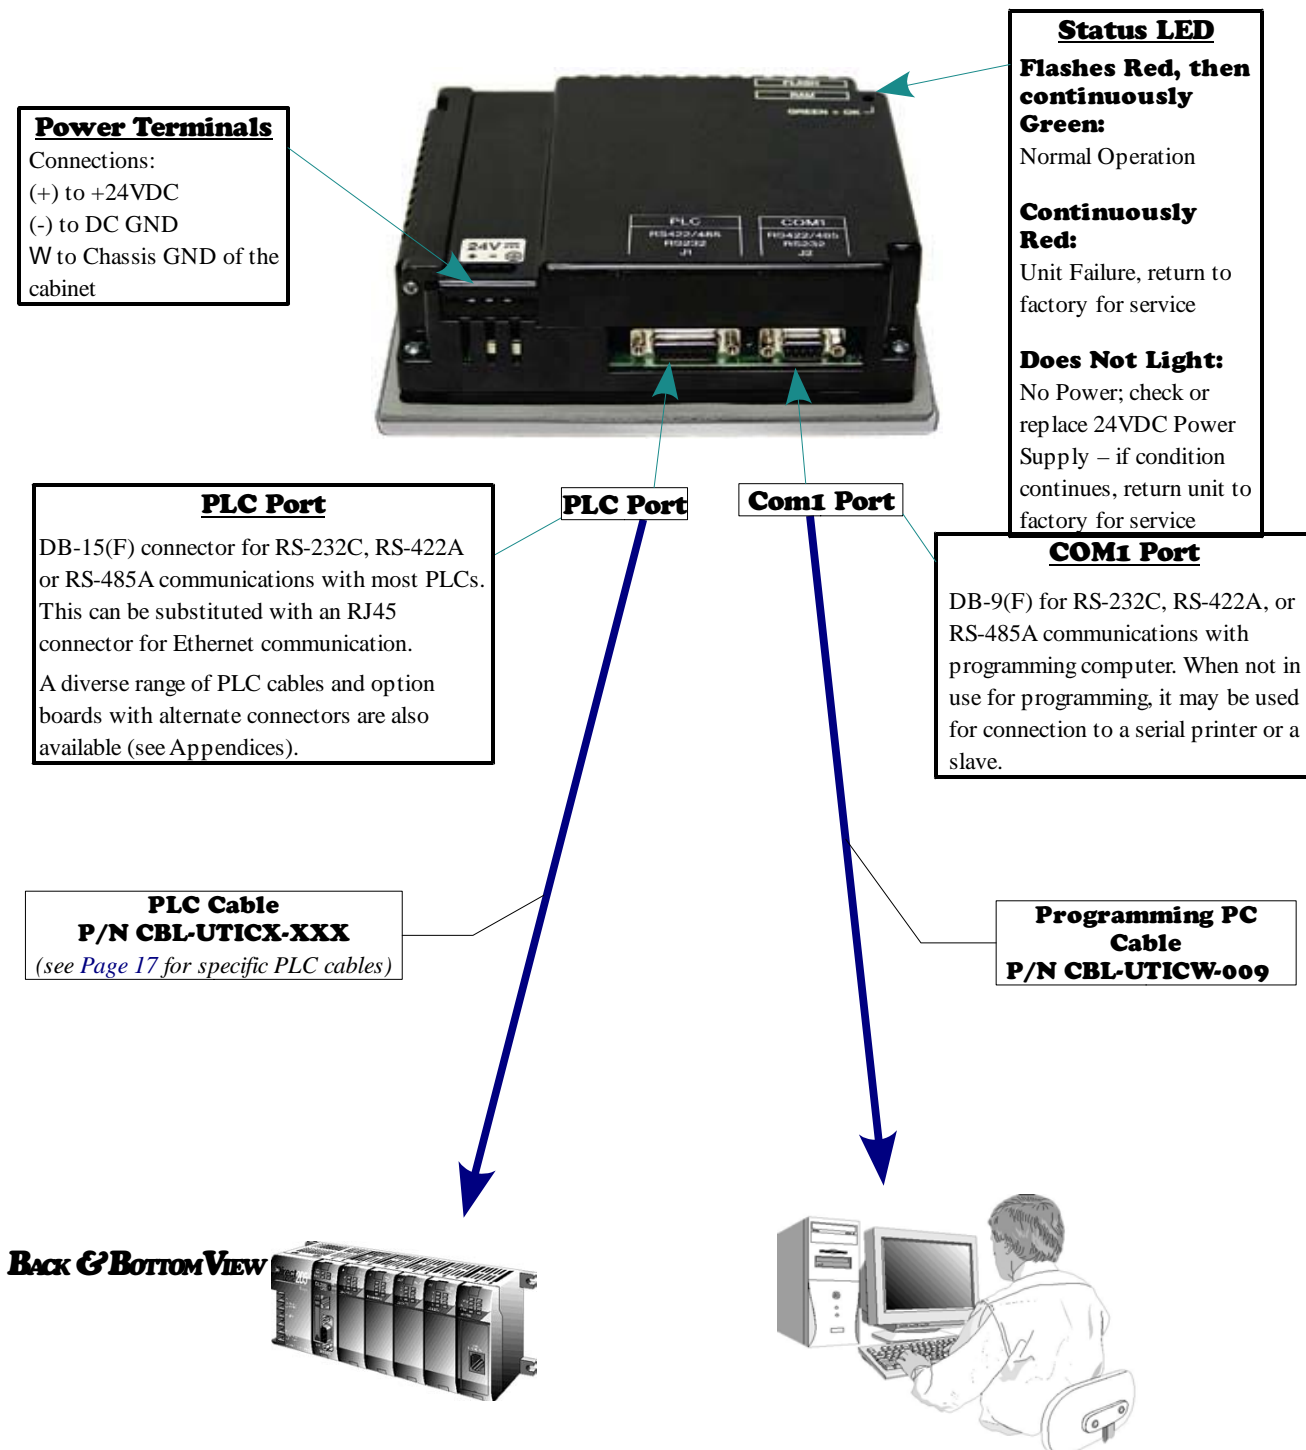 Status LED
Flashes Red, then
continuously
Green:
Normal Operation
Continuously
Red:
Unit Failure, return to
factory for service
Does Not Light:
No Power; check or
replace 24VDC Power
Supply – if condition
continues, return unit to
factory for service
Power Terminals
Connections:
(+) to +24VDC
(-) to DC GND
W to Chassis GND of the
cabinet
FLASH
RAM
GREEN = OK
PLC
RS422/485
RS232
J1
COM1
RS422/485
RS232
J2
24V
PLC Port
Com1 Port
PLC Port
DB-15(F) connector for RS-232C, RS-422A
or RS-485A communications with most PLCs.
This can be substituted with an RJ45
connector for Ethernet communication.
A diverse range of PLC cables and option
boards with alternate connectors are also
available (see Appendices).
COM1 Port
DB-9(F) for RS-232C, RS-422A, or
RS-485A communications with
programming computer. When not in
use for programming, it may be used
for connection to a serial printer or a
slave.
PLC Cable
P/N CBL-UTICX-XXX
(see Page 17 for specific PLC cables)
Programming PC
Cable
P/N CBL-UTICW-009
BACK & BOTTOM VIEW